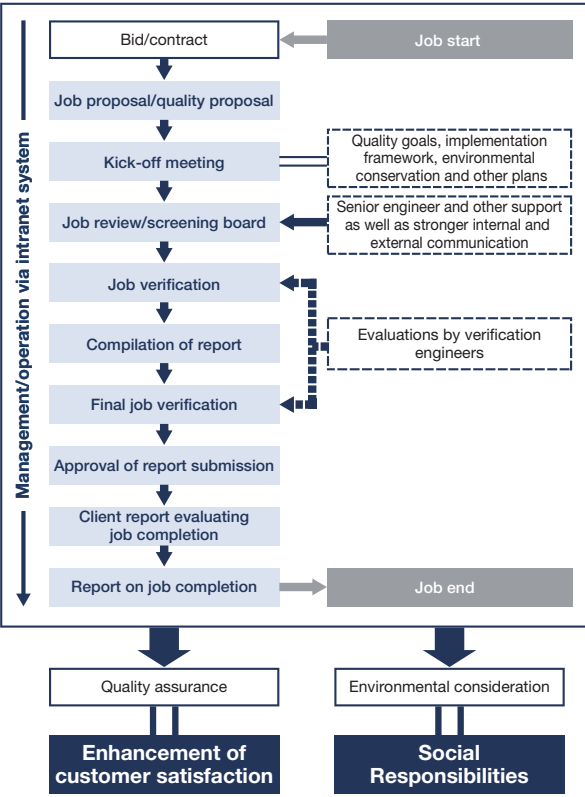 Management/operation via intranet system
Bid/contract
Job start
Job proposal/quality proposal
Kick-off meeting
Quality goals, implementation
framework, environmental
conservation and other plans
Job review/screening board
Senior engineer and other support
as well as stronger internal and
external communication
Job verification
Compilation of report
Evaluations by verification
engineers
Final job verification
Approval of report submission
Client report evaluating
job completion
Report on job completion
Job end
Quality assurance
Environmental consideration
Enhancement of
customer satisfaction
Social
Responsibilities